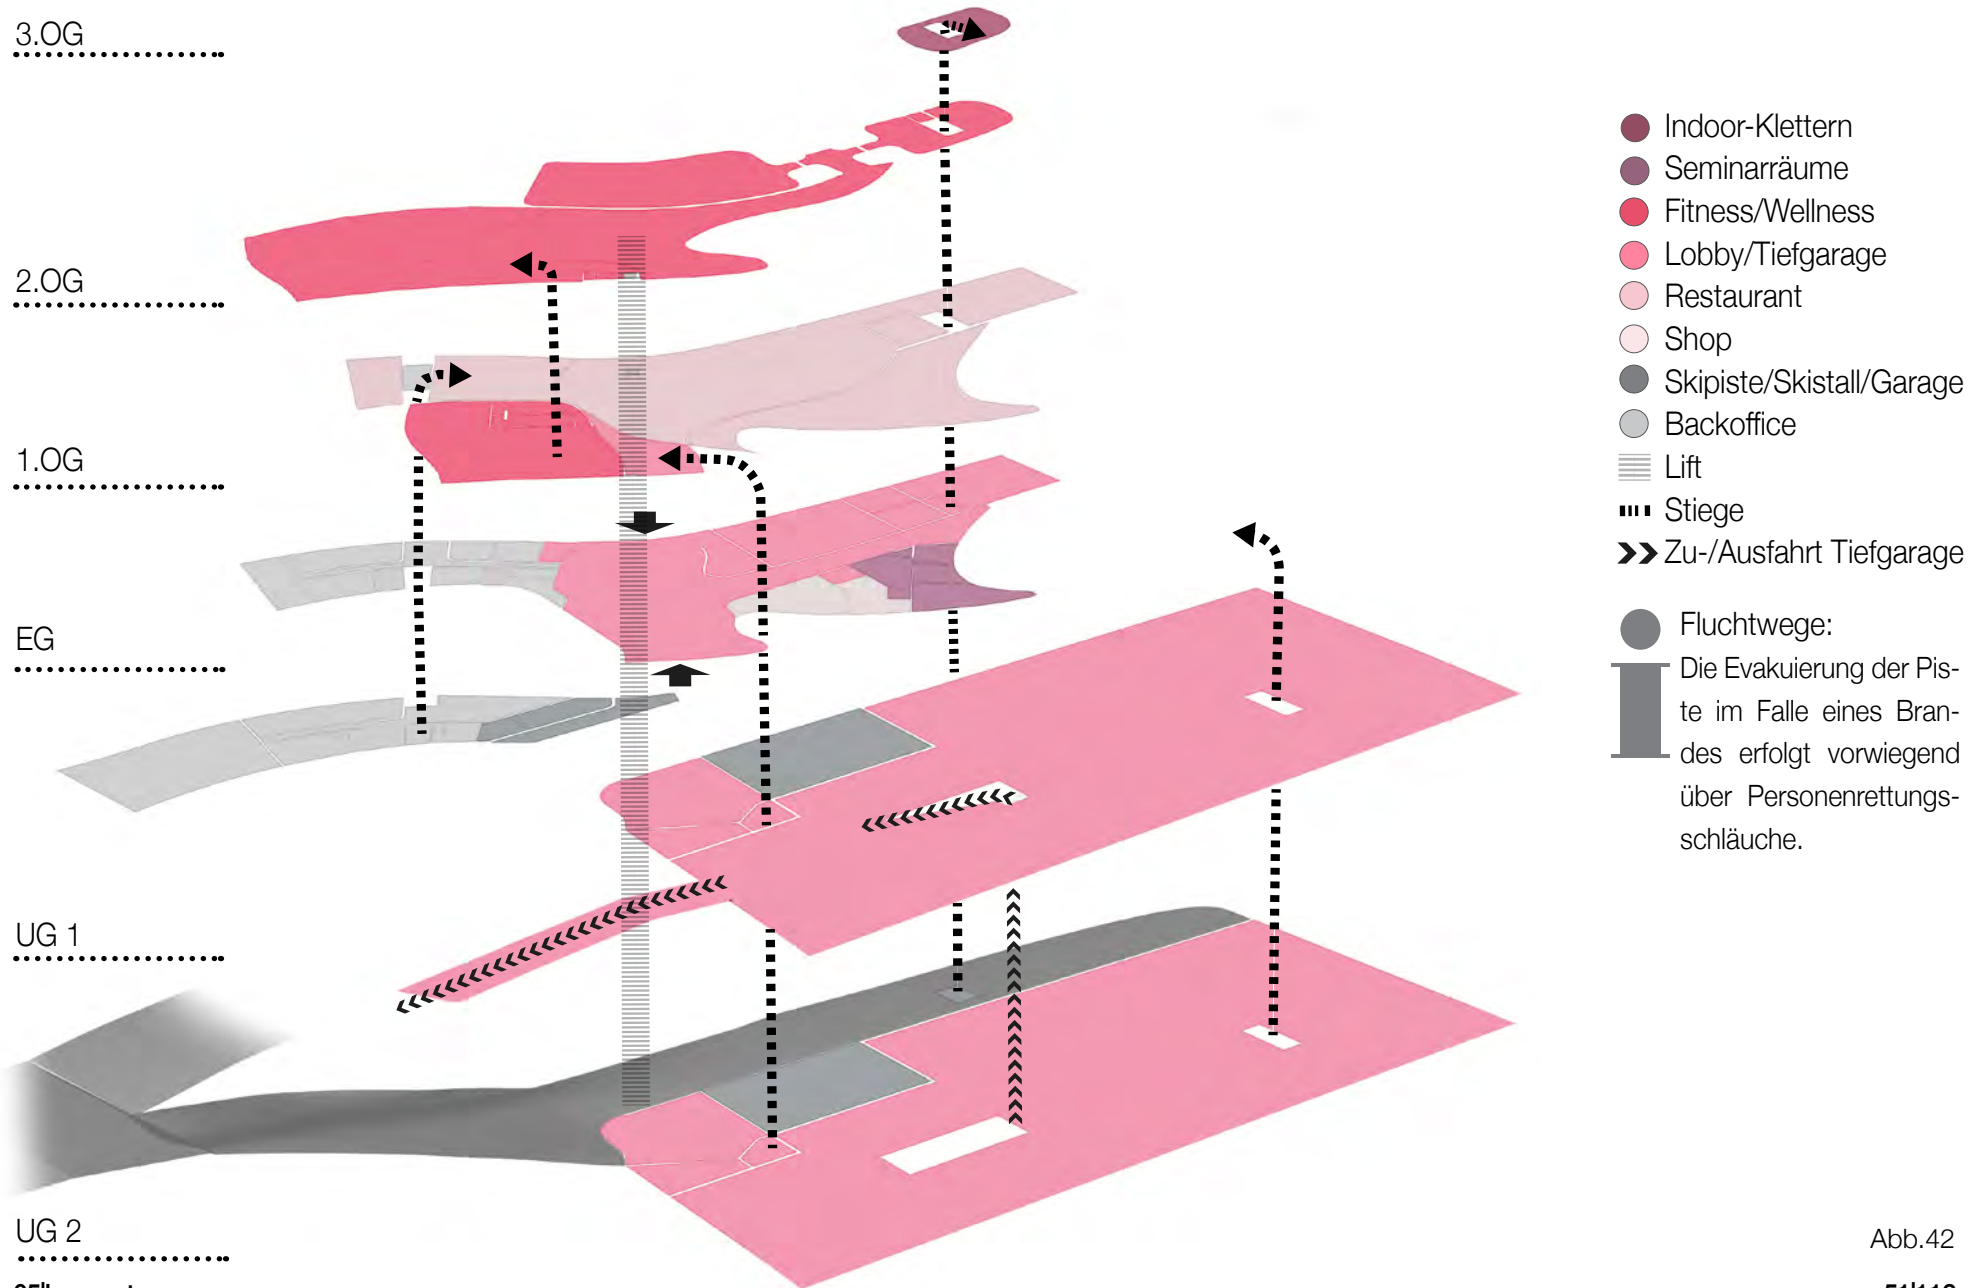 3.OG
2.OG
1.OG
EG
UG 1
UG 2
Indoor-Klettern
Seminarräume
Fitness/Wellness
Lobby/Tiefgarage
Restaurant
Shop
Skipiste/Skistall/Garage
Backoffice
Lift
Stiege
Zu-/Ausfahrt Tiefgarage
Fluchtwege:
Die Evakuierung der Pis-
te im Falle eines Bran-
des erfolgt vorwiegend
über Personenrettungs-
schläuche.
Abb.42